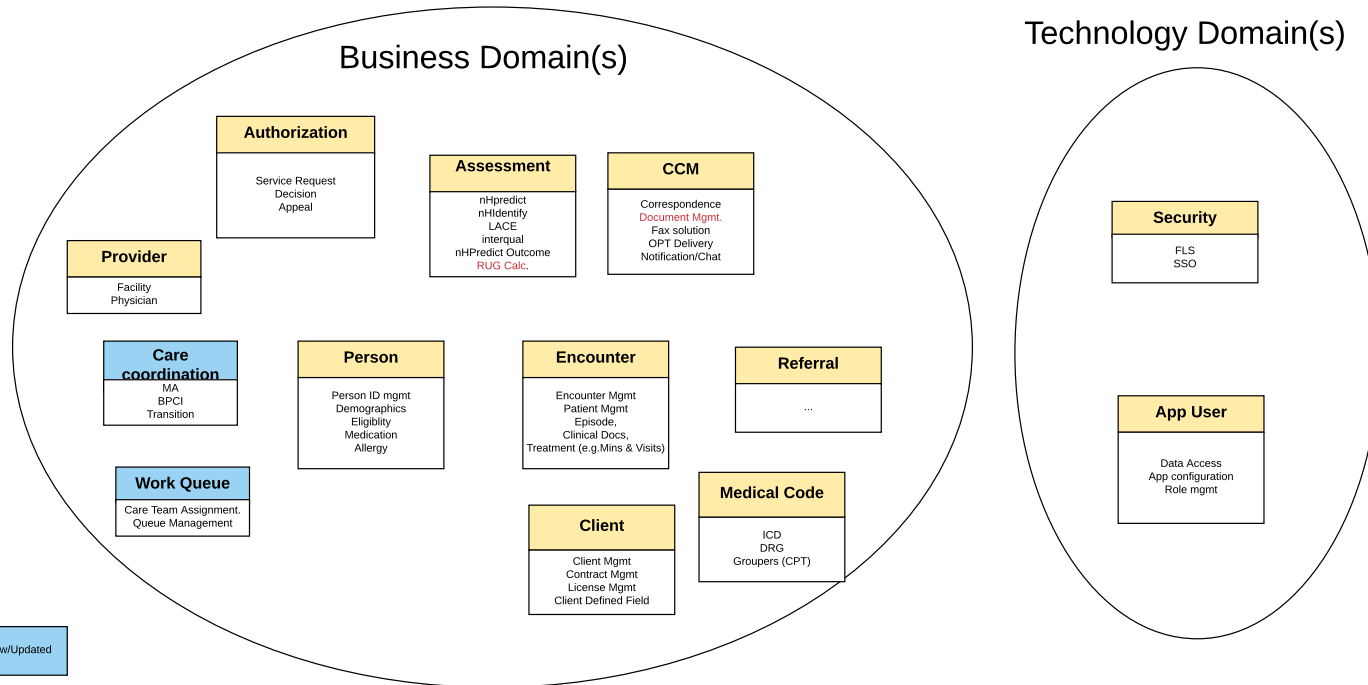 Business Domain(s)
Technology Domain(s)
Authorization
Service Request
Decision
Appeal
Assessment
nHpredict
nHIdentify
LACE
interqual
nHPredict Outcome
RUG Calc.
CCM
Correspondence
Document Mgmt.
Fax solution
OPT Delivery
Notification/Chat
Provider
Facility
Physician
Care
coordination
MA
BPCI
Transition
Person
Person ID mgmt
Demographics
Eligiblity
Medication
Allergy
Encounter
Encounter Mgmt
Patient Mgmt
Episode,
Clinical Docs,
Treatment (e.g.Mins & Visits)
Referral
...
Work Queue
Care Team Assignment.
Queue Management
Client
Client Mgmt
Contract Mgmt
License Mgmt
Client Defined Field
Medical Code
ICD
DRG
Groupers (CPT)
Security
FLS
SSO
App User
Data Access
App configuration
Role mgmt
w/Updated